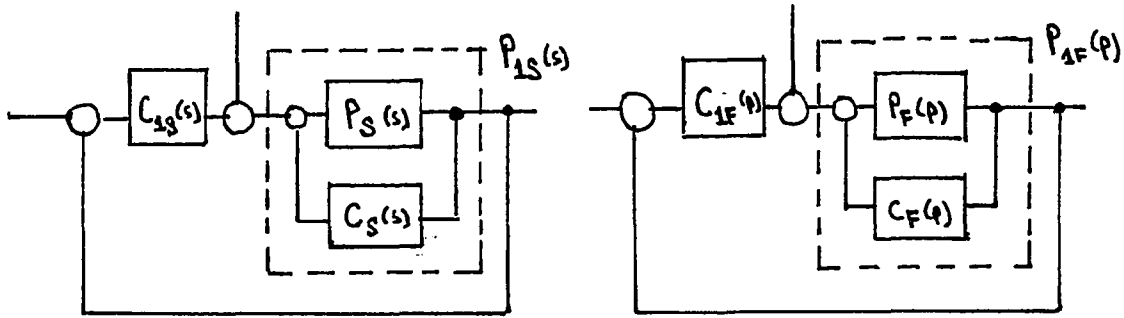 P1S(s)
C1S(s)
PS(s)
CS(s)
P1F(p)
C1F(p)
PF(p)
CF(p)